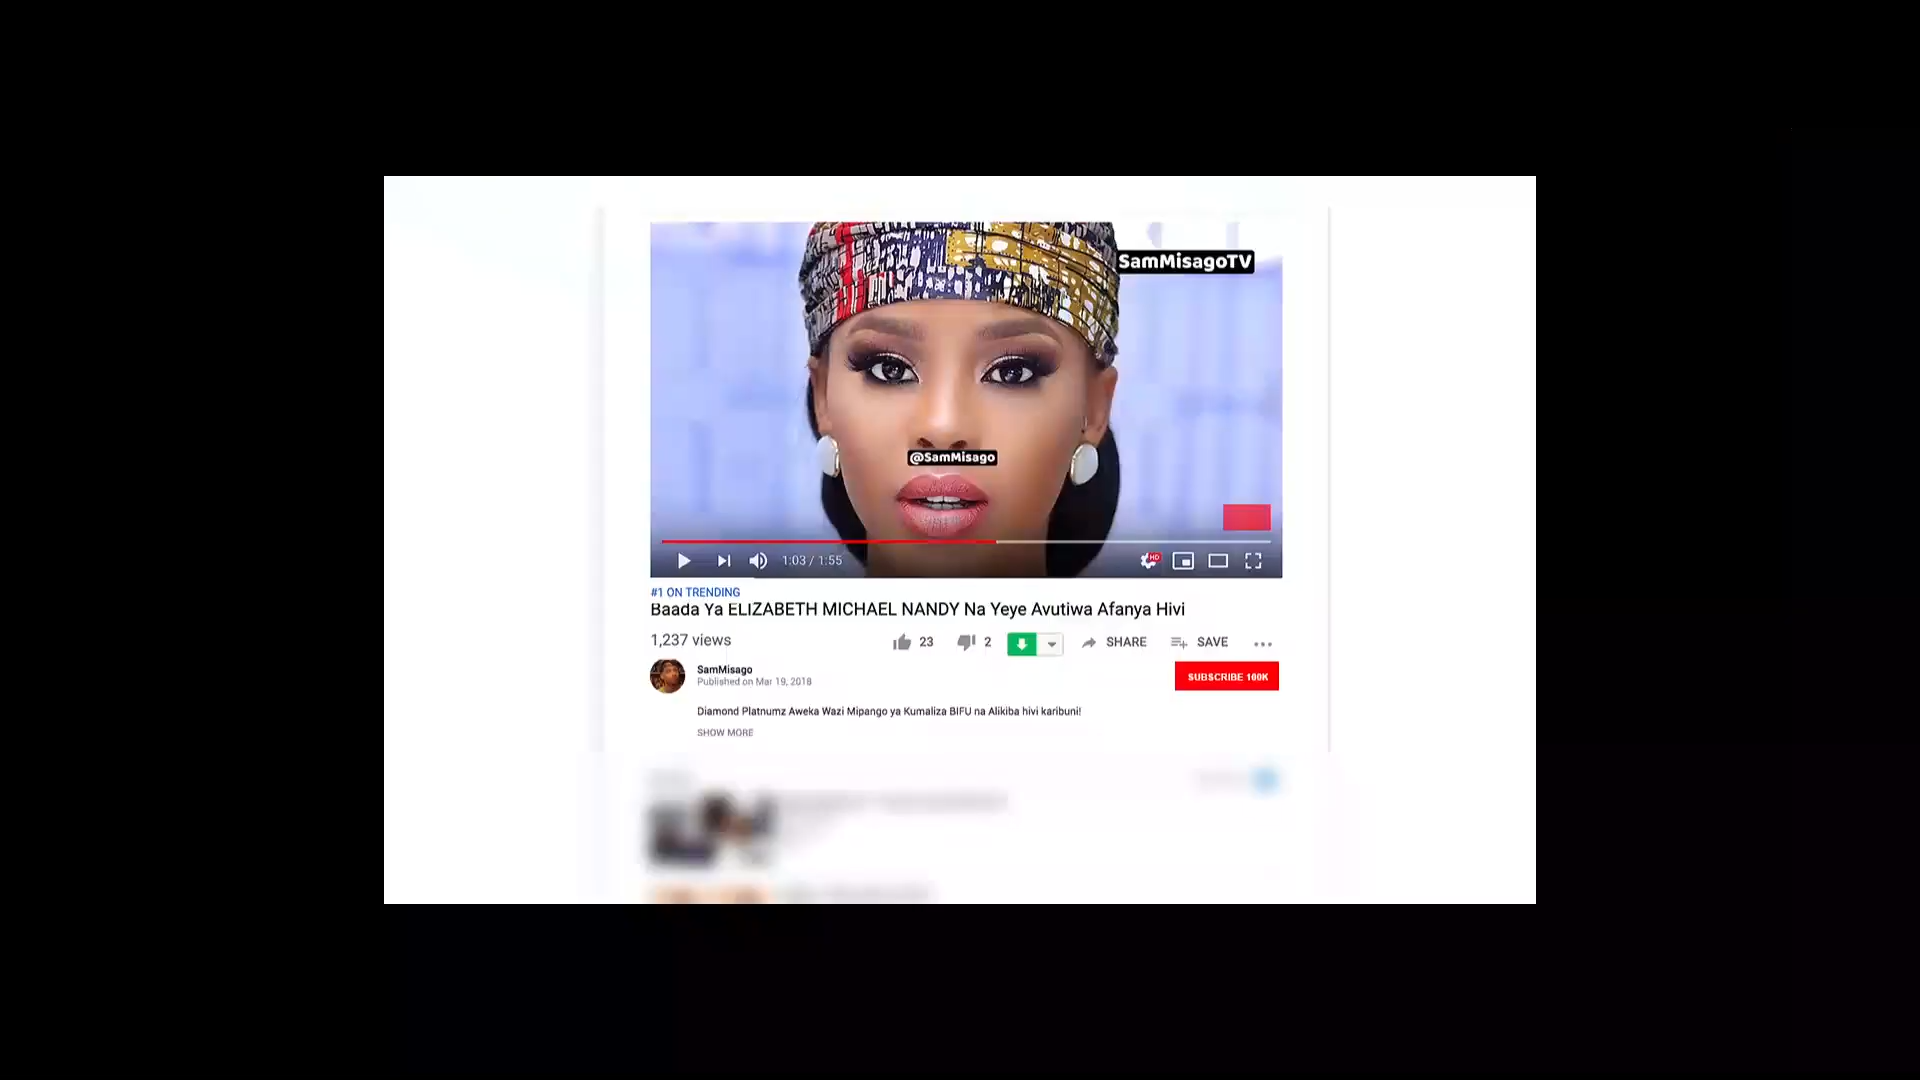 SamMisagoTV
@SamMisago
HD
1:03 / 1:55
#1 ON TRENDING
Baada Ya ELIZABETH MICHAEL NANDY Na Yeye Avutiwa Afanya Hivi
1,237 views
23
2
SHARE
SAVE
SamMisago
Published on Mar 19, 2018
SUBSCRIBE 100K
Diamond Platnumz Aweka Wazi Mipango ya Kumaliza BIFU na Alikiba hivi karibuni!
SHOW MORE